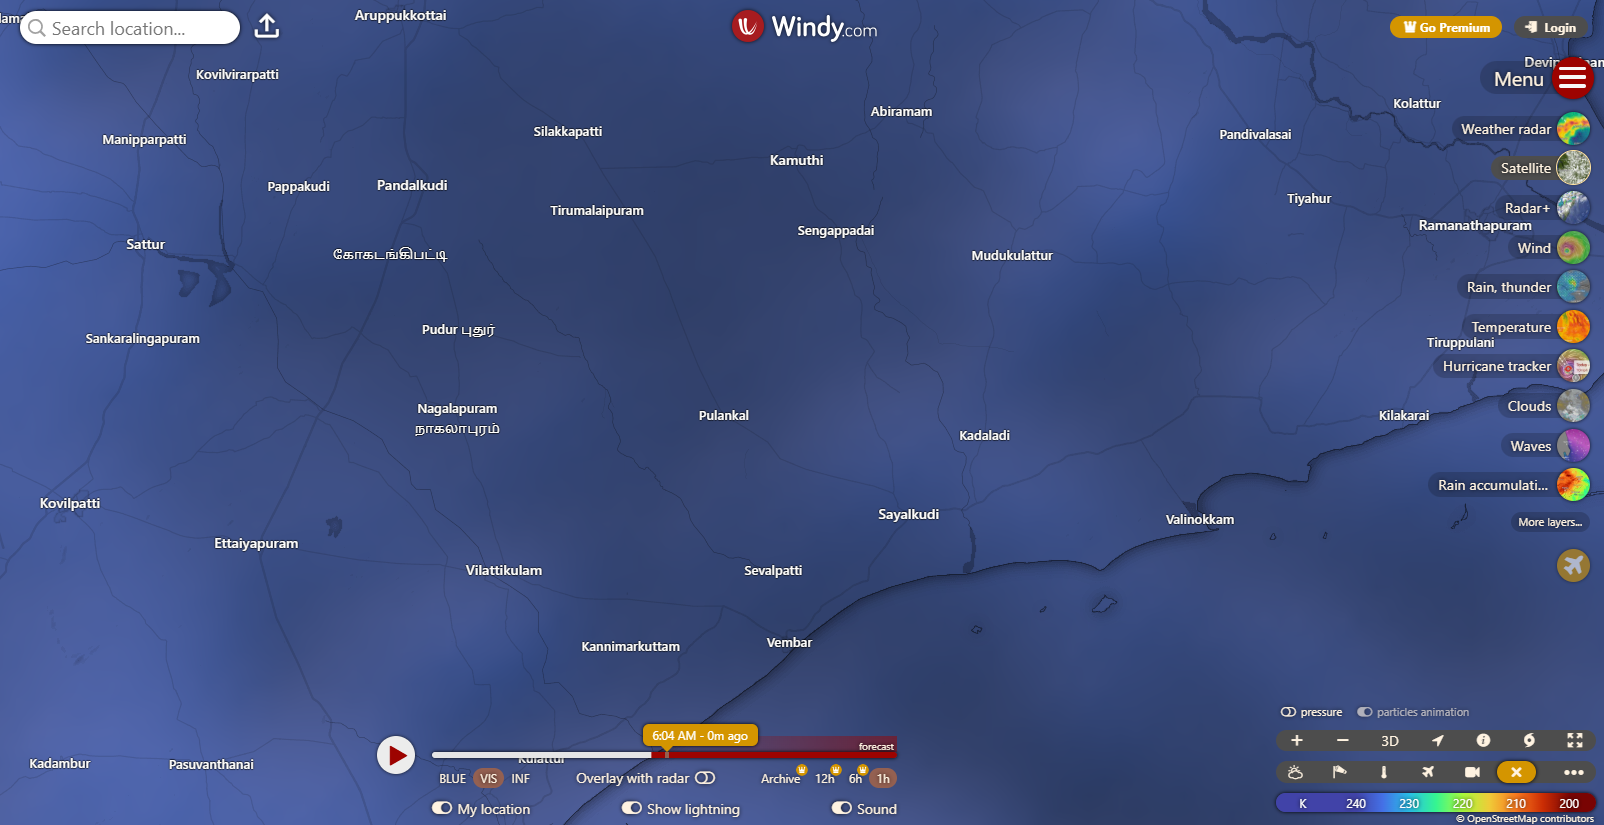 Search location...
Windy.com
Go Premium
Login
Menu
Weather radar
Satellite
Radar+
Wind
Rain, thunder
Temperature
Hurricane tracker
Clouds
Waves
Rain accumulati...
More layers...
Aruppukkottai
Kovilvirarpatti
Kolattur
Abiramam
Silakkapatti
Pandivalasai
Manipparpatti
Kamuthi
Pappakudi
Pandalkudi
Tiyahur
Tirumalaipuram
Ramanathapuram
Sengappadai
Sattur
கோகடங்கிபட்டி
Mudukulattur
Pudur புதுர்
Sankaralingapuram
Tiruppulani
Nagalapuram
நாகலாபுரம்
Pulankal
Kilakarai
Kadaladi
Kovilpatti
Sayalkudi
Valinokkam
Ettaiyapuram
Vilattikulam
Sevalpatti
Vembar
Kannimarkuttam
Kadambur
Pasuvanthanai
6:04 AM - 0m ago
forecast
BLUE VIS INF
Overlay with radar
Archive 12h 6h 1h
My location
Show lightning
Sound
pressure
particles animation
3D
K 240 230 220 210 200
© OpenStreetMap contributors